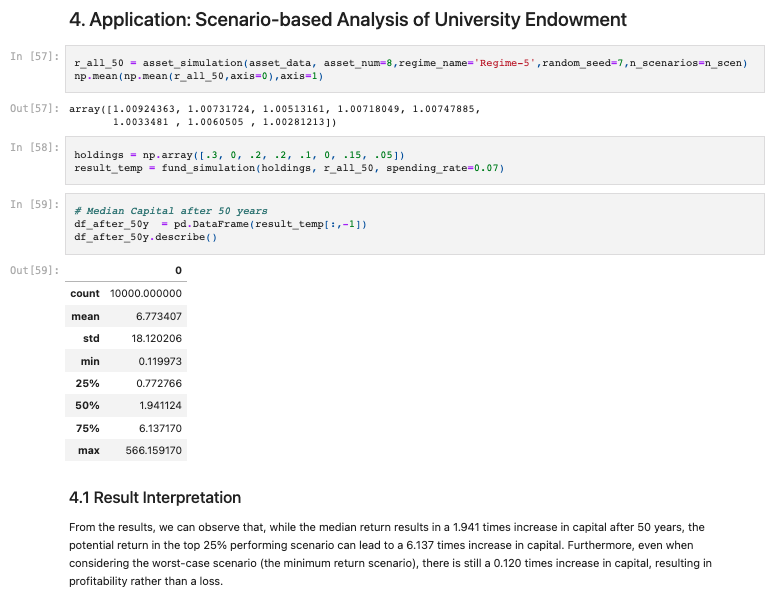 4. Application: Scenario-based Analysis of University Endowment
In [57]:
r_all_50 = asset_simulation(asset_data, asset_num=8,regime_name='Regime-5',random_seed=7,n_scenarios=n_scen)
np.mean(np.mean(r_all_50,axis=0),axis=1)
Out[57]: array([1.00924363, 1.00731724, 1.00513161, 1.00718049, 1.00747885,
1.0033481 , 1.0060505 , 1.00281213])
In [58]:
holdings = np.array([.3, 0, .2, .2, .1, 0, .15, .05])
result_temp = fund_simulation(holdings, r_all_50, spending_rate=0.07)
In [59]:
# Median Capital after 50 years
df_after_50y  = pd.DataFrame(result_temp[:,-1])
df_after_50y.describe()
Out[59]:
0
count 10000.000000
mean 6.773407
std 18.120206
min 0.119973
25% 0.772766
50% 1.941124
75% 6.137170
max 566.159170
4.1 Result Interpretation
From the results, we can observe that, while the median return results in a 1.941 times increase in capital after 50 years, the
potential return in the top 25% performing scenario can lead to a 6.137 times increase in capital. Furthermore, even when
considering the worst-case scenario (the minimum return scenario), there is still a 0.120 times increase in capital, resulting in
profitability rather than a loss.